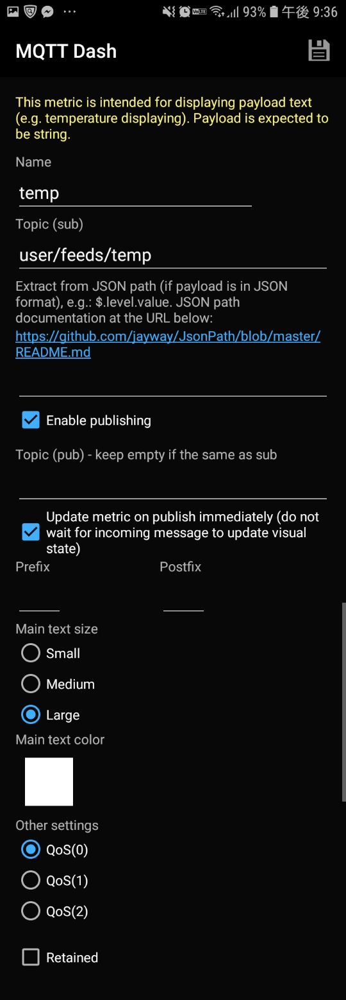 93% 午後 9:36
MQTT Dash
This metric is intended for displaying payload text
(e.g. temperature displaying). Payload is expected to
be string.
Name
temp
Topic (sub)
user/feeds/temp
Extract from JSON path (if payload is in JSON
format), e.g.: $.level.value. JSON path
documentation at the URL below:
https://github.com/jayway/JsonPath/blob/master/
README.md
Enable publishing
Topic (pub) - keep empty if the same as sub
Update metric on publish immediately (do not
wait for incoming message to update visual
state)
Prefix Postfix
Main text size
Small
Medium
Large
Main text color
Other settings
QoS(0)
QoS(1)
QoS(2)
Retained